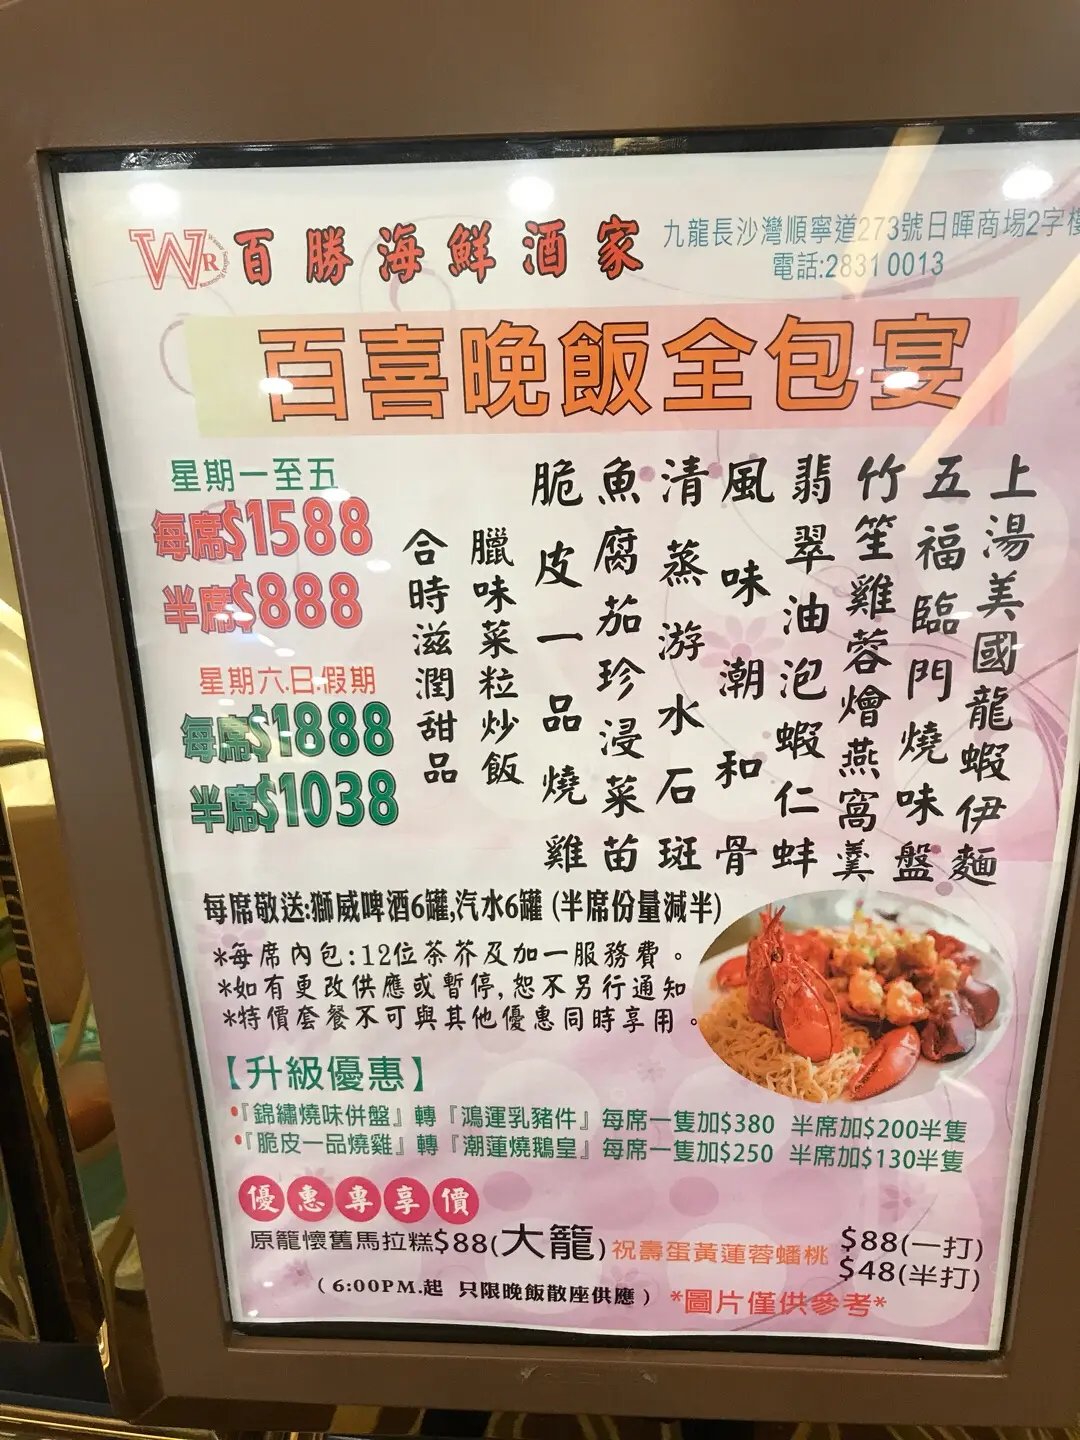 WR
百勝海鮮酒家
九龍長沙灣順寧道273號日暉商場2字樓
電話:2831 0013
百喜晚飯全包宴
星期一至五
每席$1588
半席$888
星期六.日.假期
每席$1888
半席$1038
上湯美國龍蝦伊麵
五福臨門燒味盤
竹笙雞蓉燴燕窩羹
翡翠油泡蝦仁蚌
風味潮和骨
清蒸游水石斑
魚腐茄珍浸菜苗
脆皮一品燒雞
臘味菜粒炒飯
合時滋潤甜品
每席敬送:獅威啤酒6罐,汽水6罐 (半席份量減半)
*每席內包:12位茶芥及加一服務費。
*如有更改供應或暫停,恕不另行通知
*特價套餐不可與其他優惠同時享用。
【升級優惠】
•『錦繡燒味併盤』轉『鴻運乳豬件』每席一隻加$380 半席加$200半隻
•『脆皮一品燒雞』轉『潮蓮燒鵝皇』每席一隻加$250 半席加$130半隻
優惠專享價
原籠懷舊馬拉糕$88(大籠) 祝壽蛋黃蓮蓉蟠桃 $88(一打)
$48(半打)
(6:00PM.起 只限晚飯散座供應) *圖片僅供參考*